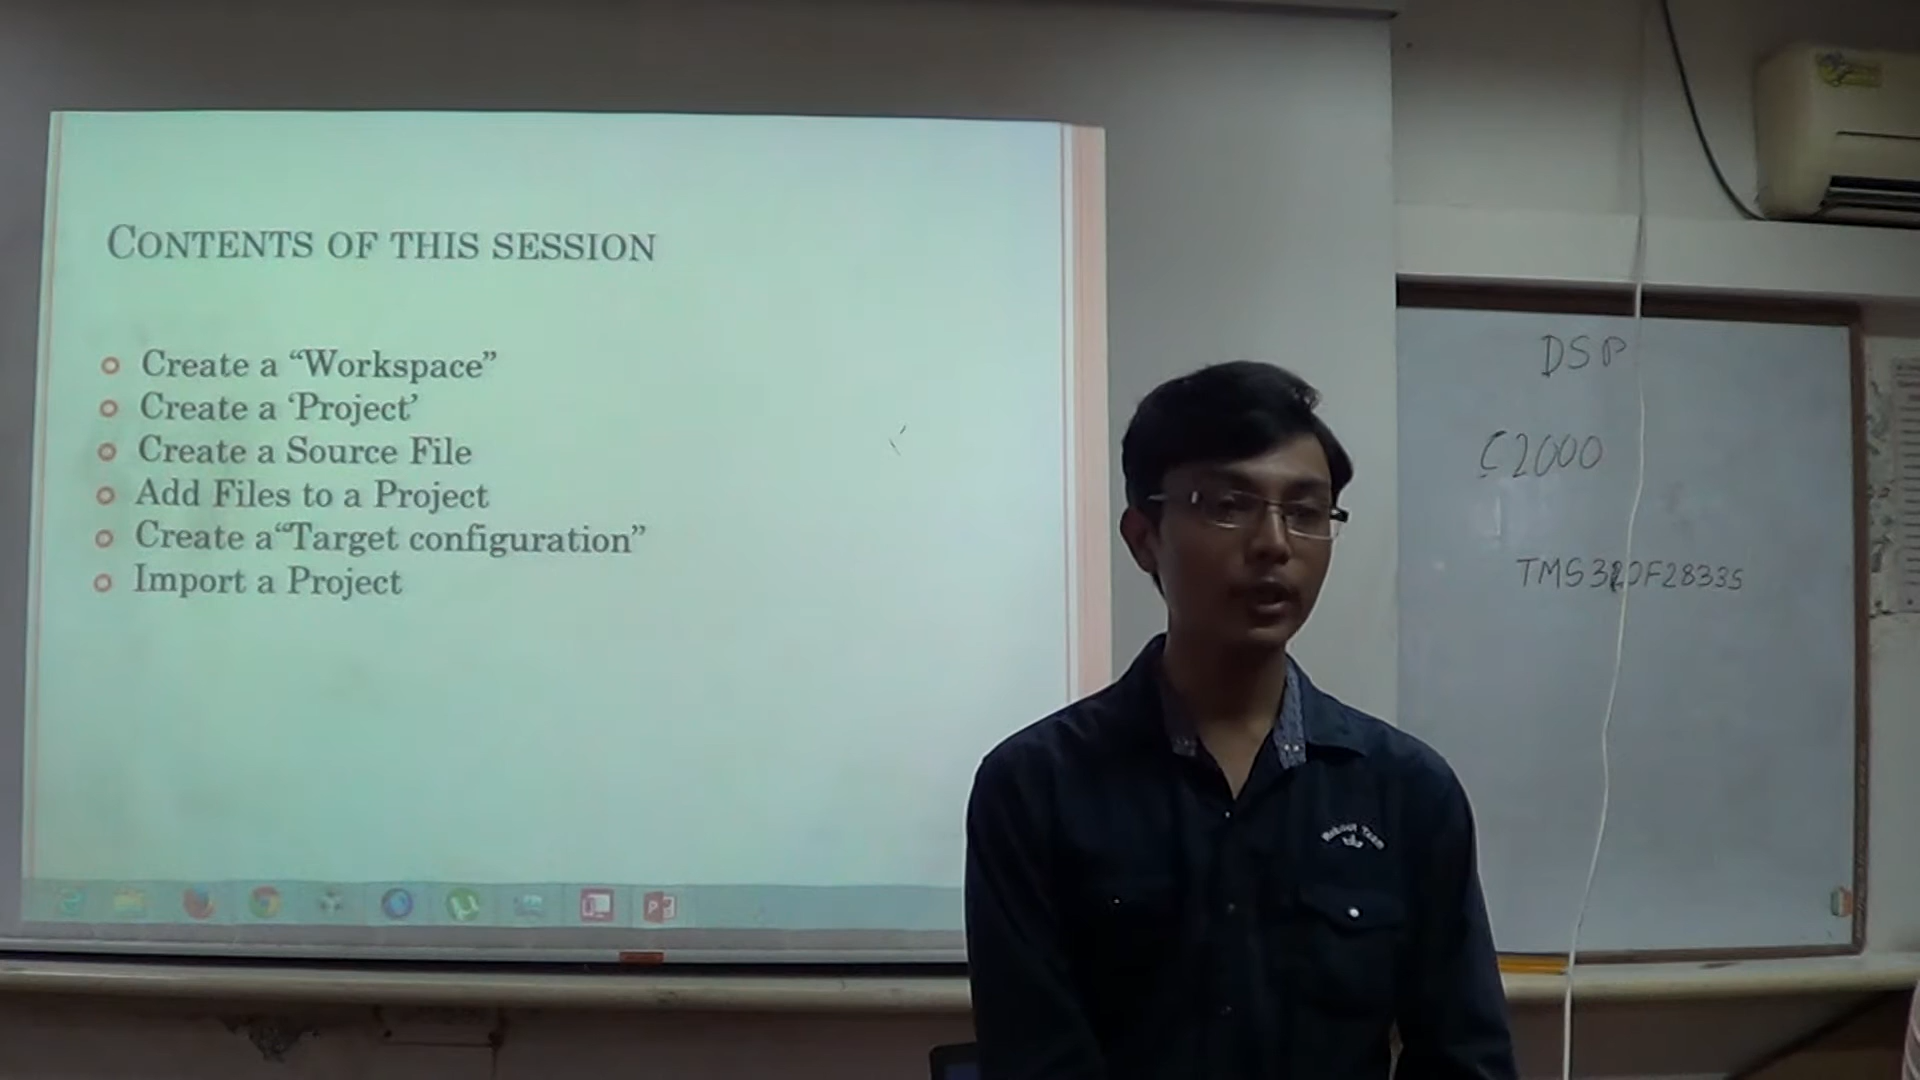 CONTENTS OF THIS SESSION
Create a “Workspace”
Create a ‘Project’
Create a Source File
Add Files to a Project
Create a“Target configuration”
Import a Project
DSP
C2000
TMS320F28335
Team